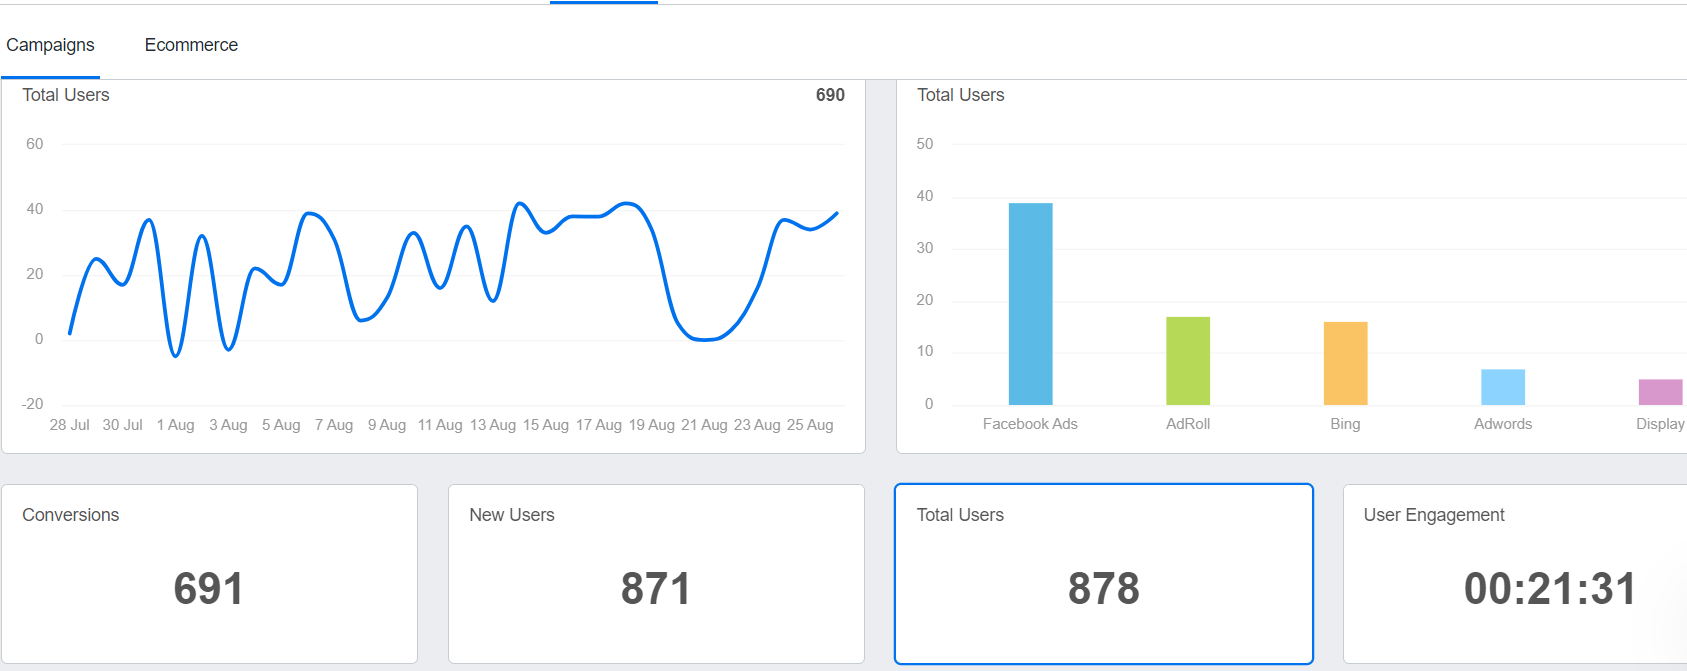 Campaigns Ecommerce
Total Users 690
60
40
20
0
-20
28 Jul 30 Jul 1 Aug 3 Aug 5 Aug 7 Aug 9 Aug 11 Aug 13 Aug 15 Aug 17 Aug 19 Aug 21 Aug 23 Aug 25 Aug
Total Users
50
40
30
20
10
0
Facebook Ads AdRoll Bing Adwords Display
Conversions
691
New Users
871
Total Users
878
User Engagement
00:21:31